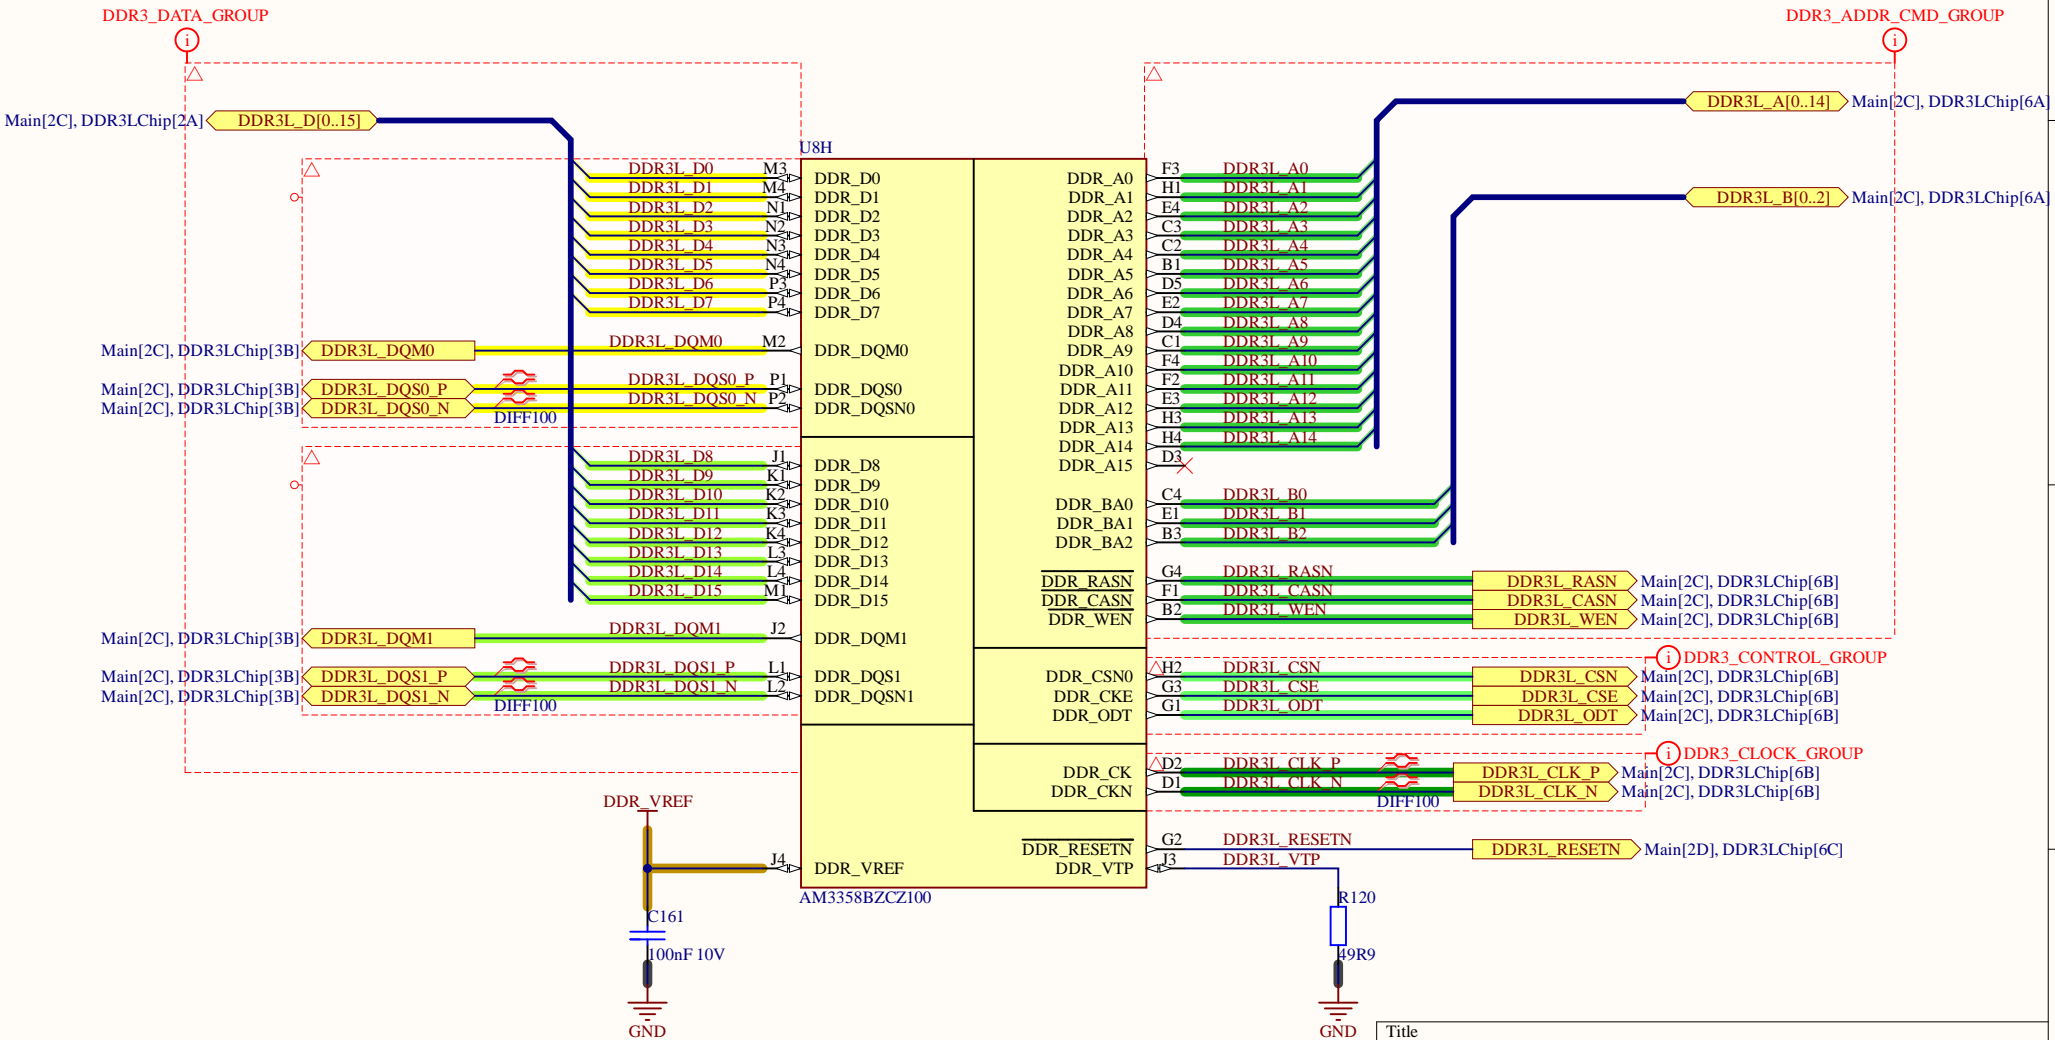 DDR3_DATA_GROUP
DDR3_ADDR_CMD_GROUP
i
i
Main[2C], DDR3LChip[2A]
DDR3L_D[0..15]
DDR3L_A[0..14]
Main[2C], DDR3LChip[6A]
DDR3L_B[0..2]
Main[2C], DDR3LChip[6A]
U8H
DDR3L_D0 M3 DDR_D0
DDR3L_D1 M4 DDR_D1
DDR3L_D2 N1 DDR_D2
DDR3L_D3 N2 DDR_D3
DDR3L_D4 N3 DDR_D4
DDR3L_D5 N4 DDR_D5
DDR3L_D6 P3 DDR_D6
DDR3L_D7 P4 DDR_D7
Main[2C], DDR3LChip[3B] DDR3L_DQM0 DDR3L_DQM0 M2 DDR_DQM0
Main[2C], DDR3LChip[3B] DDR3L_DQS0_P DDR3L_DQS0_P P1 DDR_DQS0
Main[2C], DDR3LChip[3B] DDR3L_DQS0_N DDR3L_DQS0_N P2 DDR_DQSN0
DIFF100
DDR3L_D8 J1 DDR_D8
DDR3L_D9 K1 DDR_D9
DDR3L_D10 K2 DDR_D10
DDR3L_D11 K3 DDR_D11
DDR3L_D12 K4 DDR_D12
DDR3L_D13 L3 DDR_D13
DDR3L_D14 L4 DDR_D14
DDR3L_D15 M1 DDR_D15
Main[2C], DDR3LChip[3B] DDR3L_DQM1 DDR3L_DQM1 J2 DDR_DQM1
Main[2C], DDR3LChip[3B] DDR3L_DQS1_P DDR3L_DQS1_P L1 DDR_DQS1
Main[2C], DDR3LChip[3B] DDR3L_DQS1_N DDR3L_DQS1_N L2 DDR_DQSN1
DIFF100
DDR_VREF
J4 DDR_VREF
C161
100nF 10V
GND
DDR_A0 F3 DDR3L_A0
DDR_A1 H1 DDR3L_A1
DDR_A2 E4 DDR3L_A2
DDR_A3 C3 DDR3L_A3
DDR_A4 C2 DDR3L_A4
DDR_A5 B1 DDR3L_A5
DDR_A6 D5 DDR3L_A6
DDR_A7 E2 DDR3L_A7
DDR_A8 D4 DDR3L_A8
DDR_A9 C1 DDR3L_A9
DDR_A10 F4 DDR3L_A10
DDR_A11 F2 DDR3L_A11
DDR_A12 E3 DDR3L_A12
DDR_A13 H3 DDR3L_A13
DDR_A14 H4 DDR3L_A14
DDR_A15 D3
DDR_BA0 C4 DDR3L_B0
DDR_BA1 E1 DDR3L_B1
DDR_BA2 B3 DDR3L_B2
DDR_RASN G4 DDR3L_RASN DDR3L_RASN Main[2C], DDR3LChip[6B]
DDR_CASN F1 DDR3L_CASN DDR3L_CASN Main[2C], DDR3LChip[6B]
DDR_WEN B2 DDR3L_WEN DDR3L_WEN Main[2C], DDR3LChip[6B]
i DDR3_CONTROL_GROUP
DDR_CSN0 H2 DDR3L_CSN DDR3L_CSN Main[2C], DDR3LChip[6B]
DDR_CKE G3 DDR3L_CSE DDR3L_CSE Main[2C], DDR3LChip[6B]
DDR_ODT G1 DDR3L_ODT DDR3L_ODT Main[2C], DDR3LChip[6B]
i DDR3_CLOCK_GROUP
DDR_CK D2 DDR3L_CLK_P DDR3L_CLK_P Main[2C], DDR3LChip[6B]
DDR_CKN D1 DDR3L_CLK_N DDR3L_CLK_N Main[2C], DDR3LChip[6B]
DIFF100
DDR_RESETN G2 DDR3L_RESETN DDR3L_RESETN Main[2D], DDR3LChip[6C]
DDR_VTP J3 DDR3L_VTP
AM3358BZCZ100
R120
49R9
GND
Title